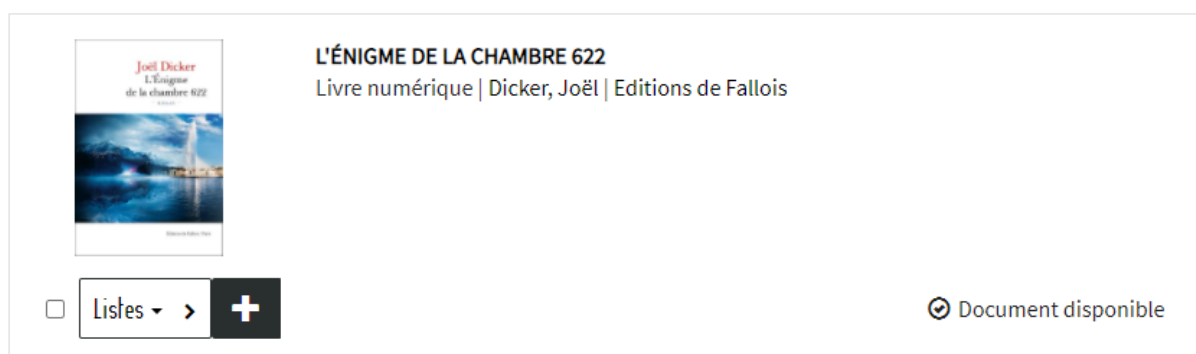 Joël Dicker
L'Énigme
de la chambre 622
L'ÉNIGME DE LA CHAMBRE 622
Livre numérique | Dicker, Joël | Editions de Fallois
Listes
Document disponible